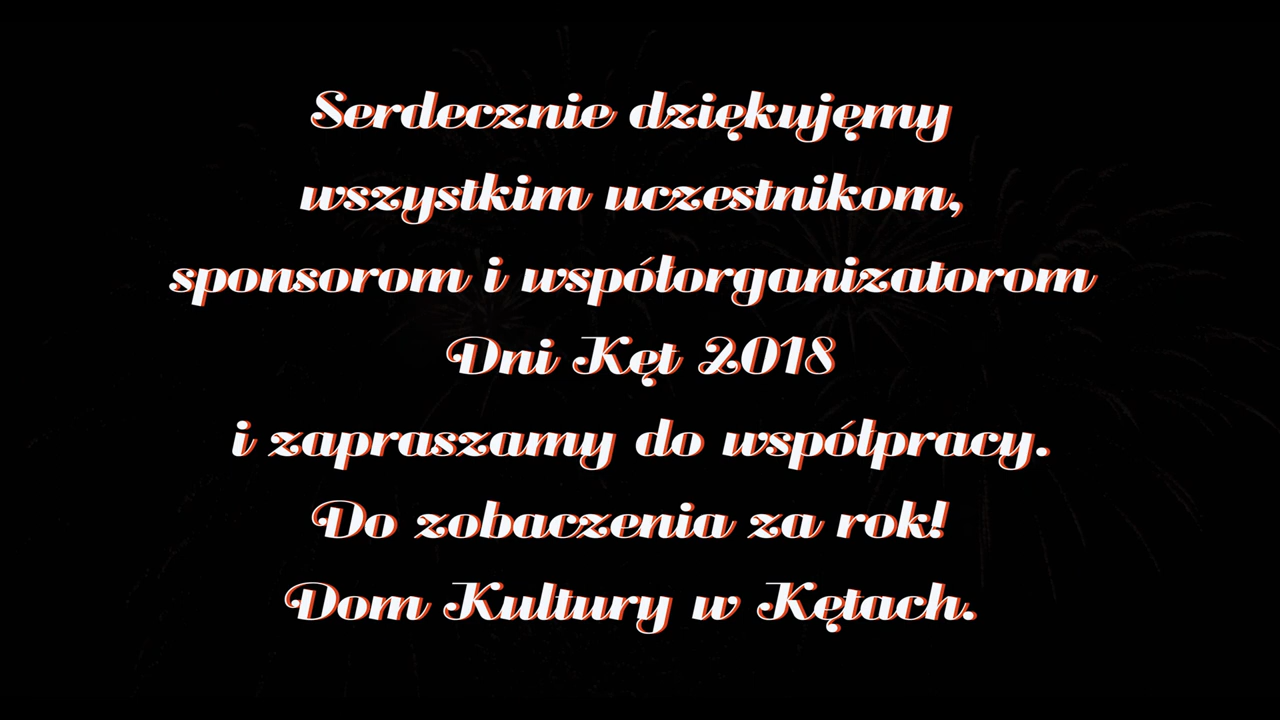 Serdecznie dziękujęmy
wszystkim uczestnikom,
sponsorom i współorganizatorom
Dni Kęt 2018
i zapraszamy do współpracy.
Do zobaczenia za rok!
Dom Kultury w Kętach.